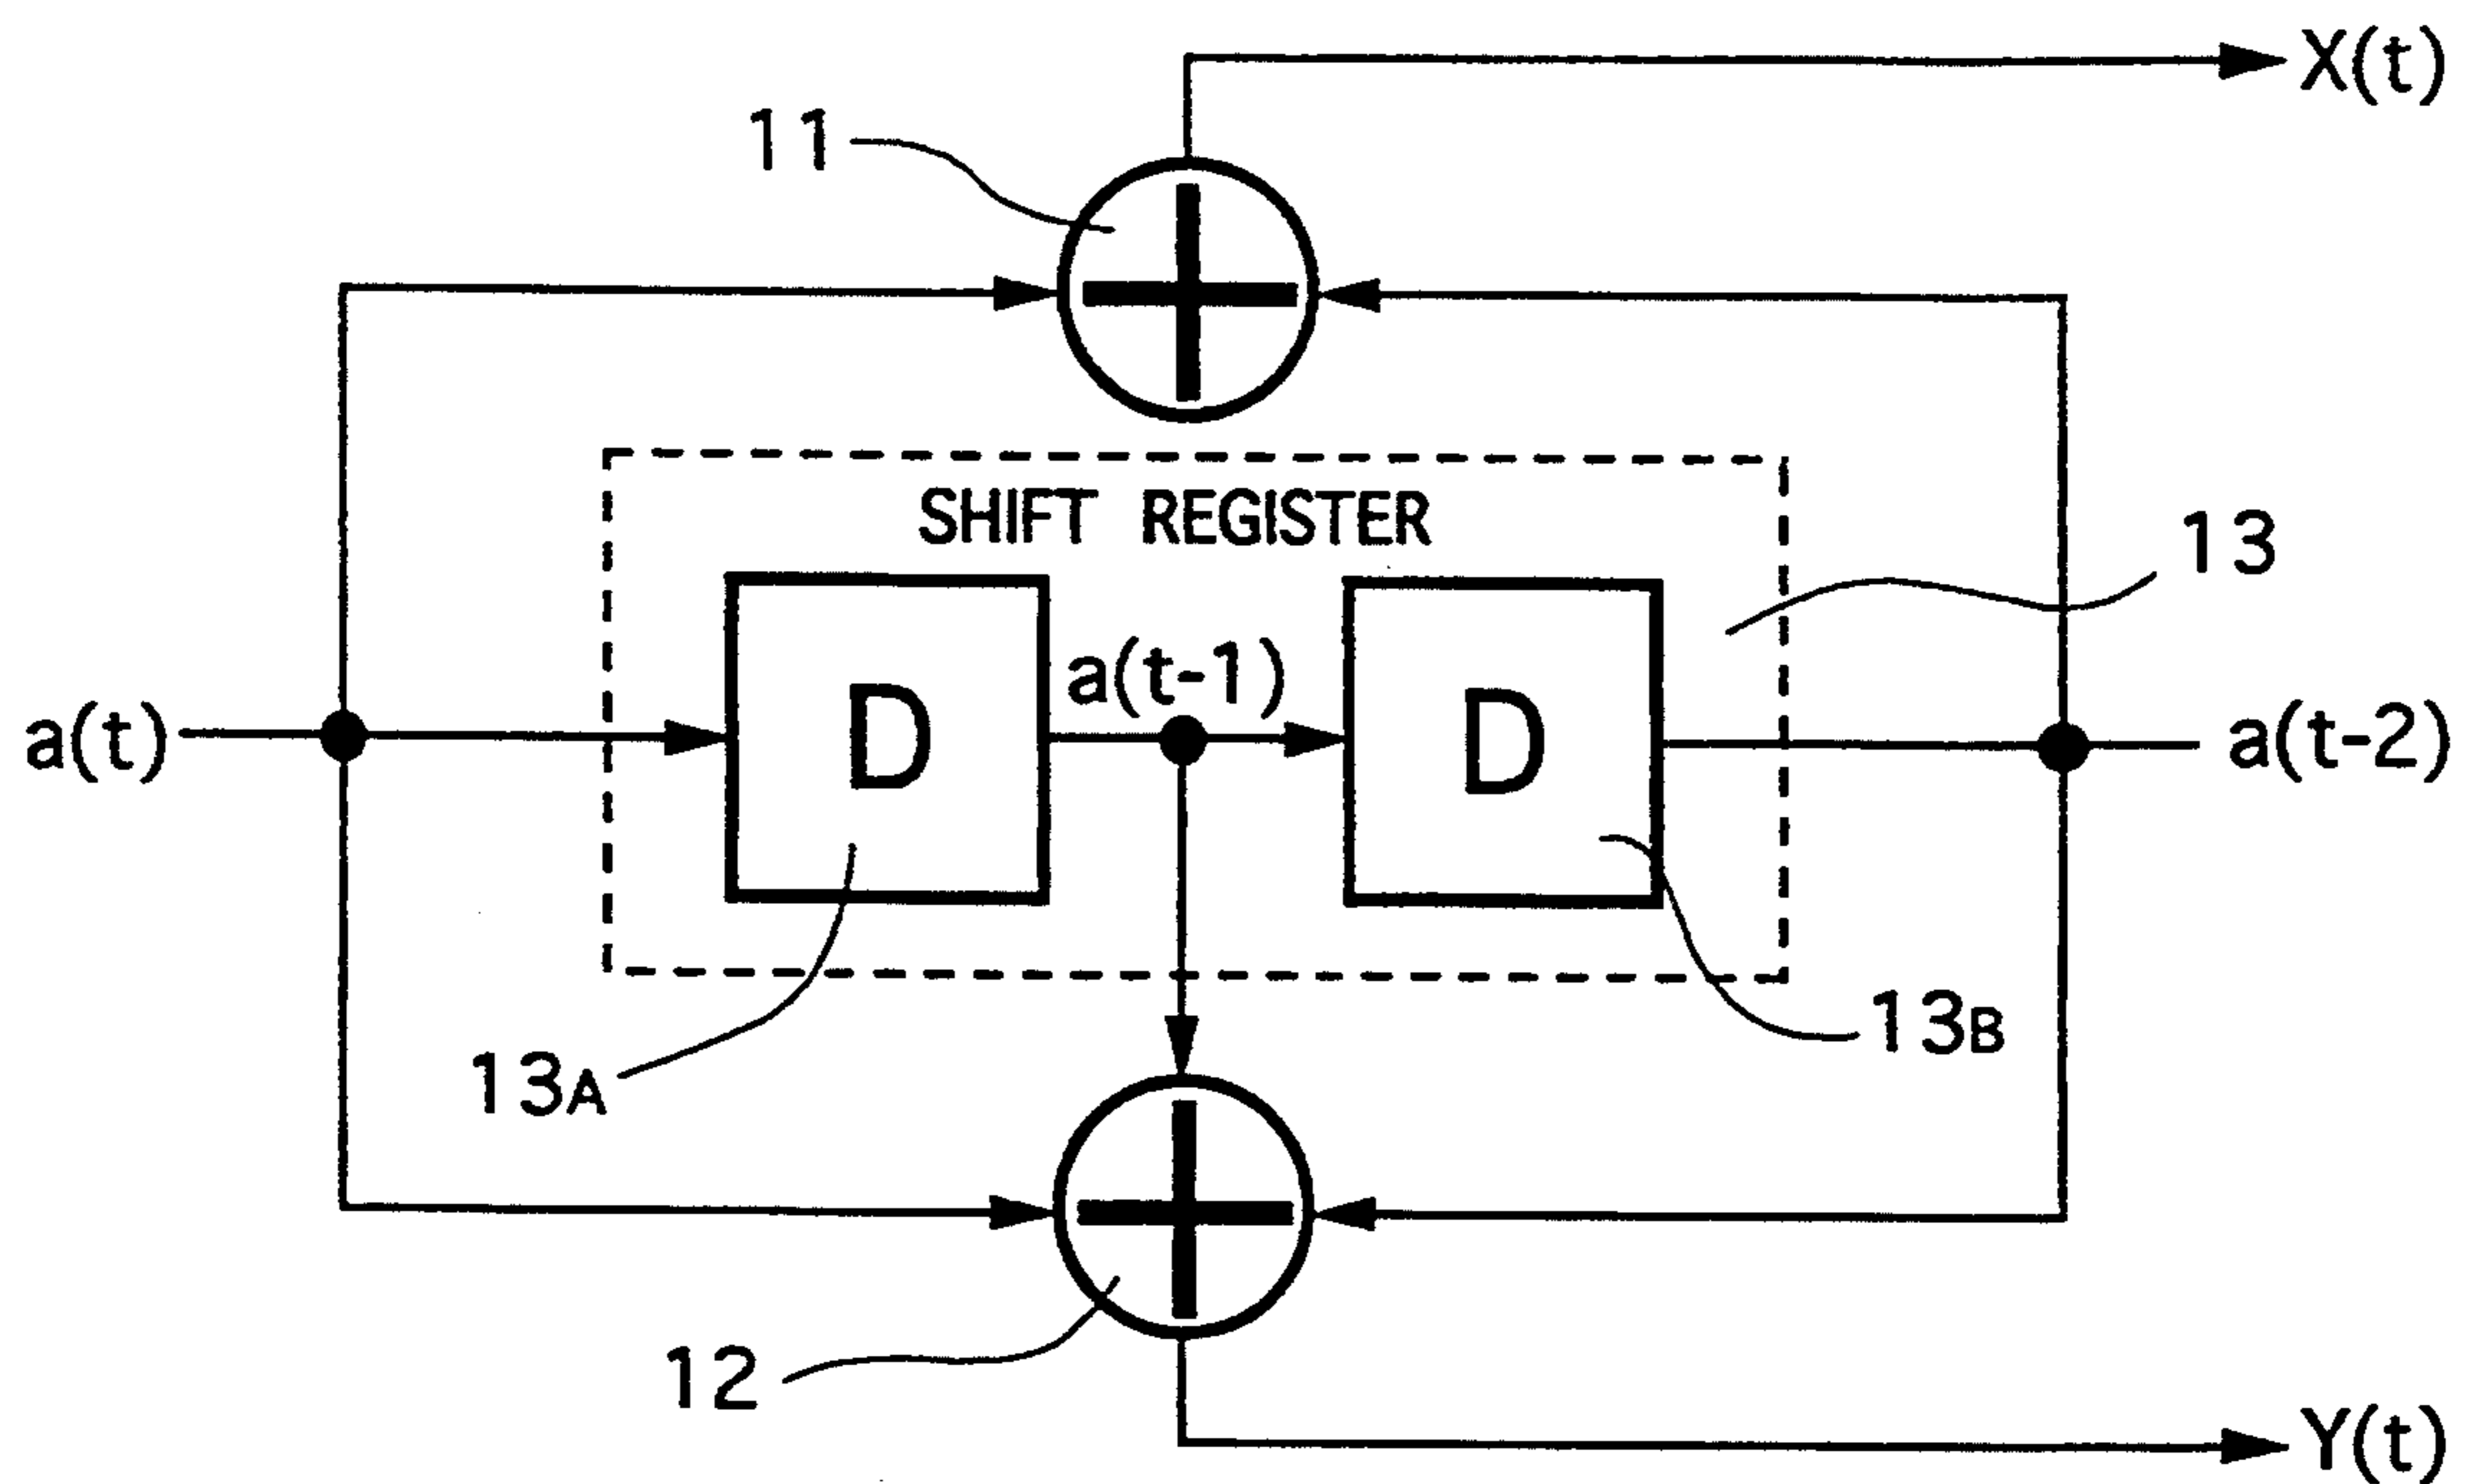 X(t)
11
SHIFT REGISTER
13
a(t)
D
a(t-1)
D
a(t-2)
13A
13B
12
Y(t)